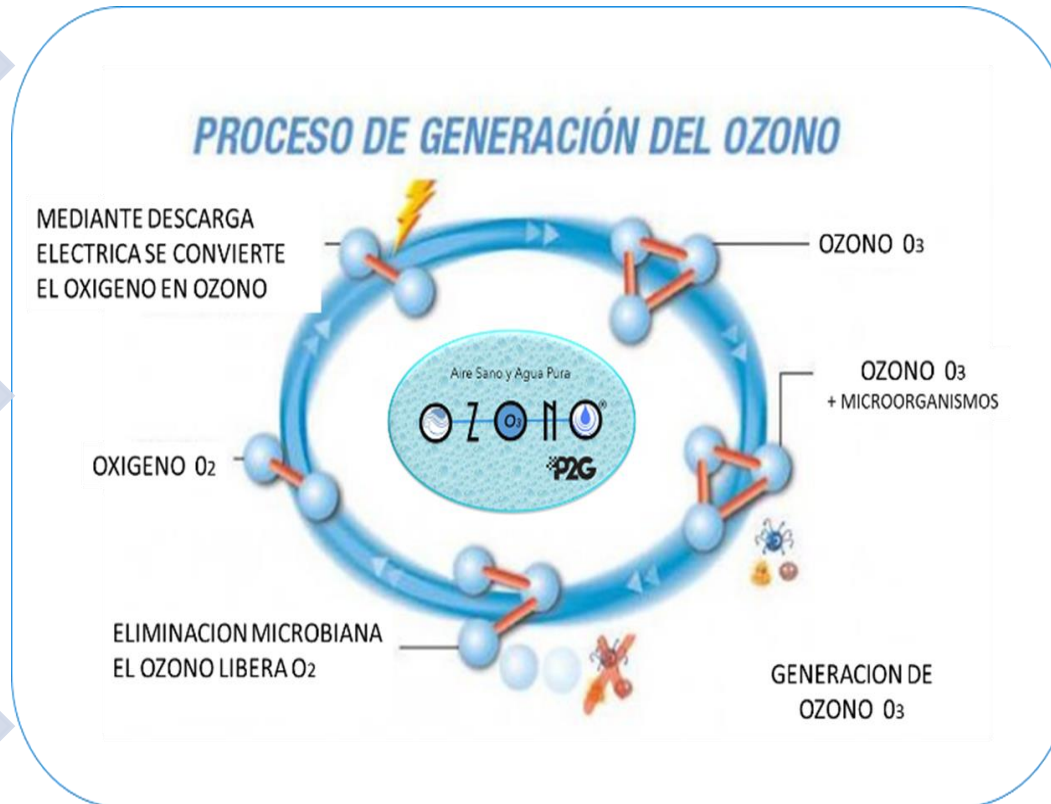 PROCESO DE GENERACIÓN DEL OZONO
MEDIANTE DESCARGA
ELECTRICA SE CONVIERTE
EL OXIGENO EN OZONO
OZONO 03
OZONO 03
+ MICROORGANISMOS
Aire Sano y Agua Pura
O Z O3 N O®
P2G
OXIGENO 02
ELIMINACION MICROBIANA
EL OZONO LIBERA O2
GENERACION DE
OZONO 03